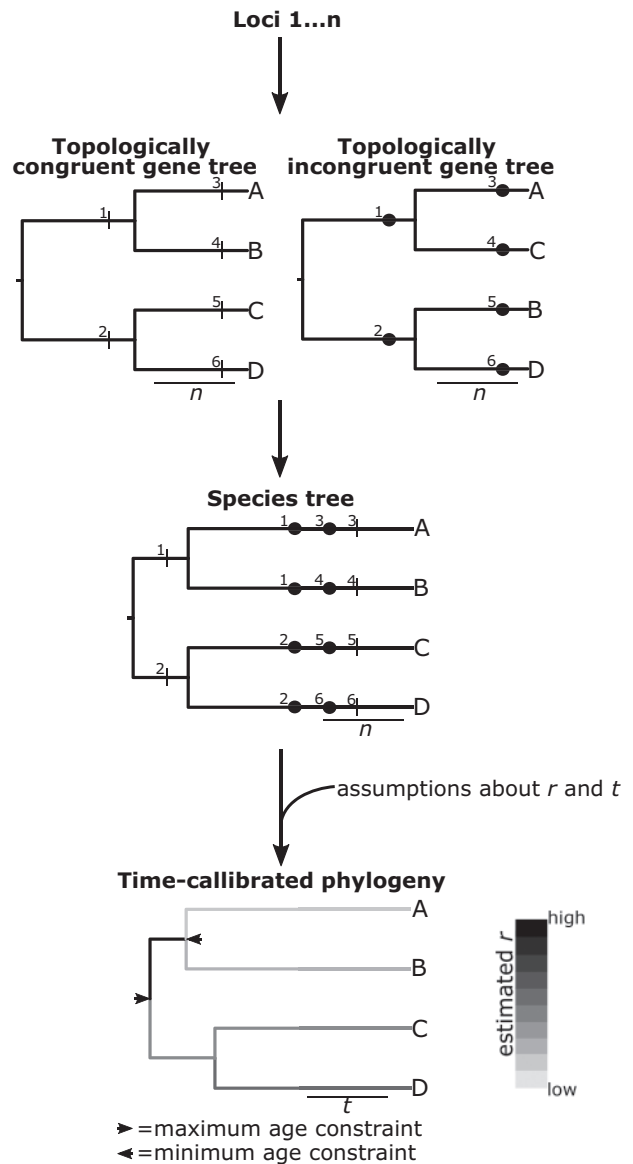 Loci 1...n
Topologically congruent gene tree
1
3
A
4
B
2
5
C
6
D
n
Topologically incongruent gene tree
1
3
A
4
C
2
5
B
6
D
n
Species tree
1
1 3 3 A
1 4 4 B
2
2 5 5 C
2 6 6 D
n
assumptions about r and t
Time-callibrated phylogeny
A
B
C
D
t
estimated r
high
low
=maximum age constraint
=minimum age constraint